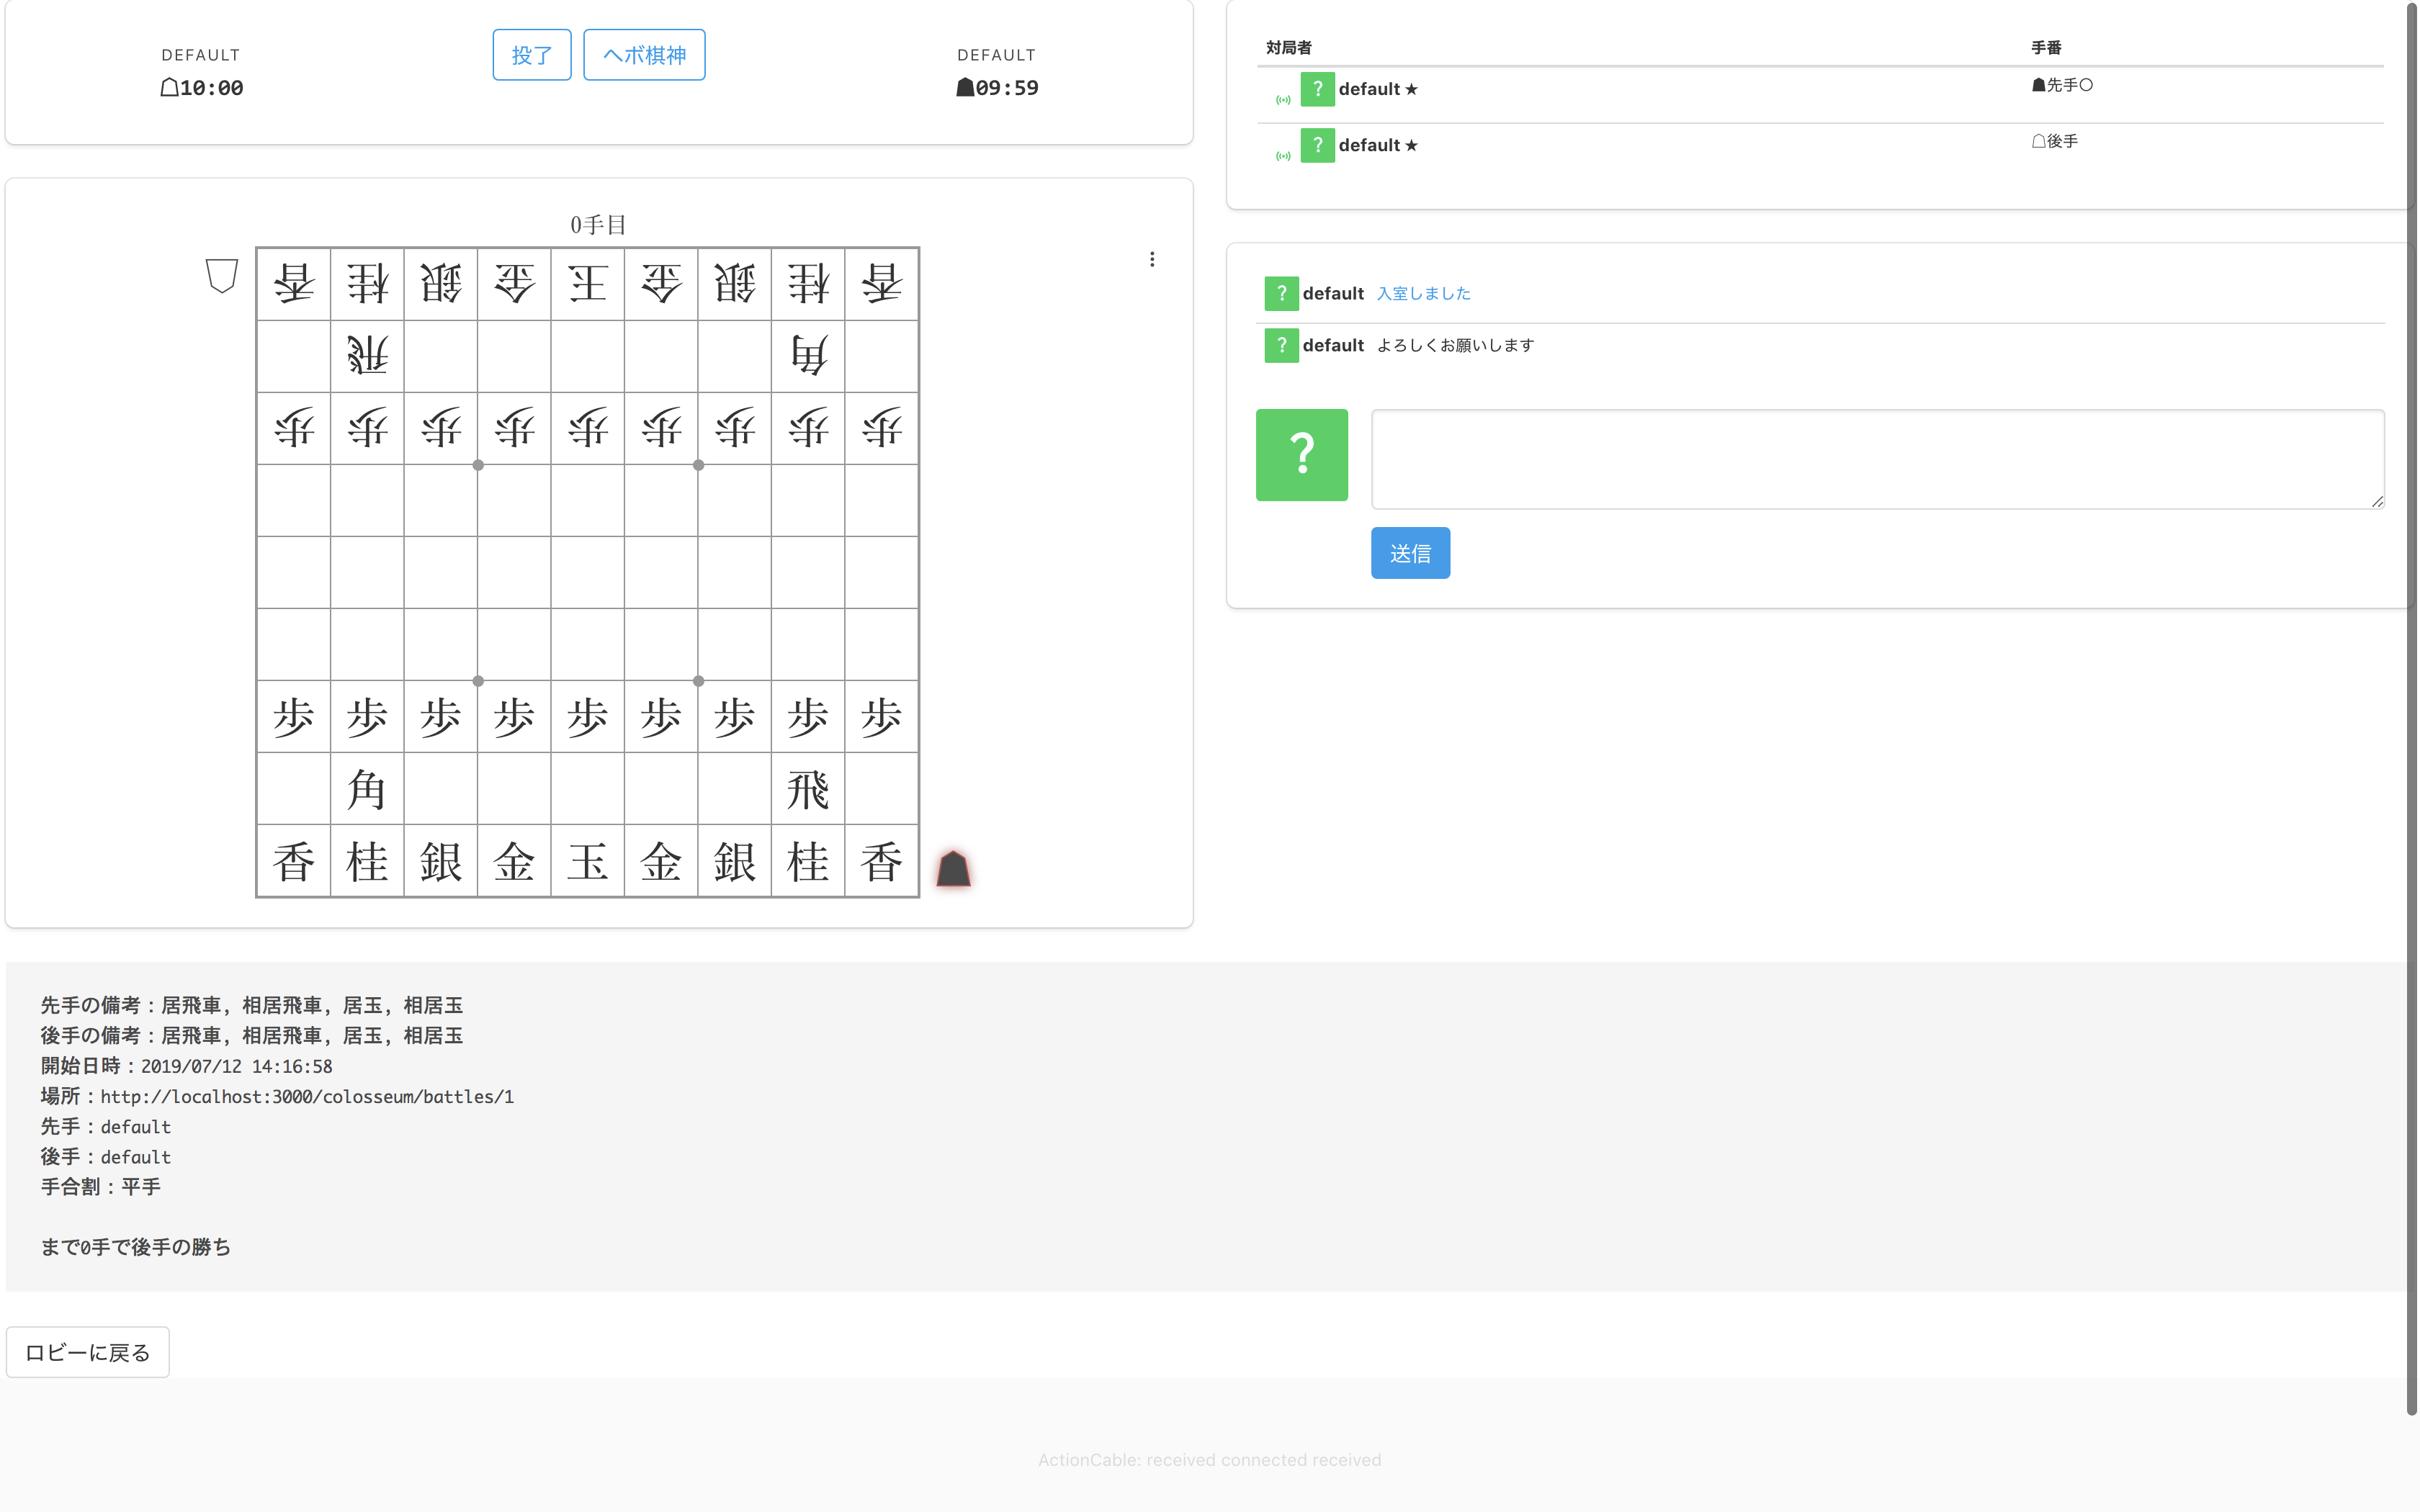 DEFAULT
☖10:00
投了
ヘボ棋神
DEFAULT
☗09:59
0手目
香桂銀金玉金銀桂香
飛角
歩歩歩歩歩歩歩歩歩
歩歩歩歩歩歩歩歩歩
角飛
香桂銀金玉金銀桂香
対局者 手番
? default ★ ☗先手○
? default ★ ☖後手
? default 入室しました
? default よろしくお願いします
?
送信
先手の備考：居飛車, 相居飛車, 居玉, 相居玉
後手の備考：居飛車, 相居飛車, 居玉, 相居玉
開始日時：2019/07/12 14:16:58
場所：http://localhost:3000/colosseum/battles/1
先手：default
後手：default
手合割：平手
まで0手で後手の勝ち
ロビーに戻る
ActionCable: received connected received